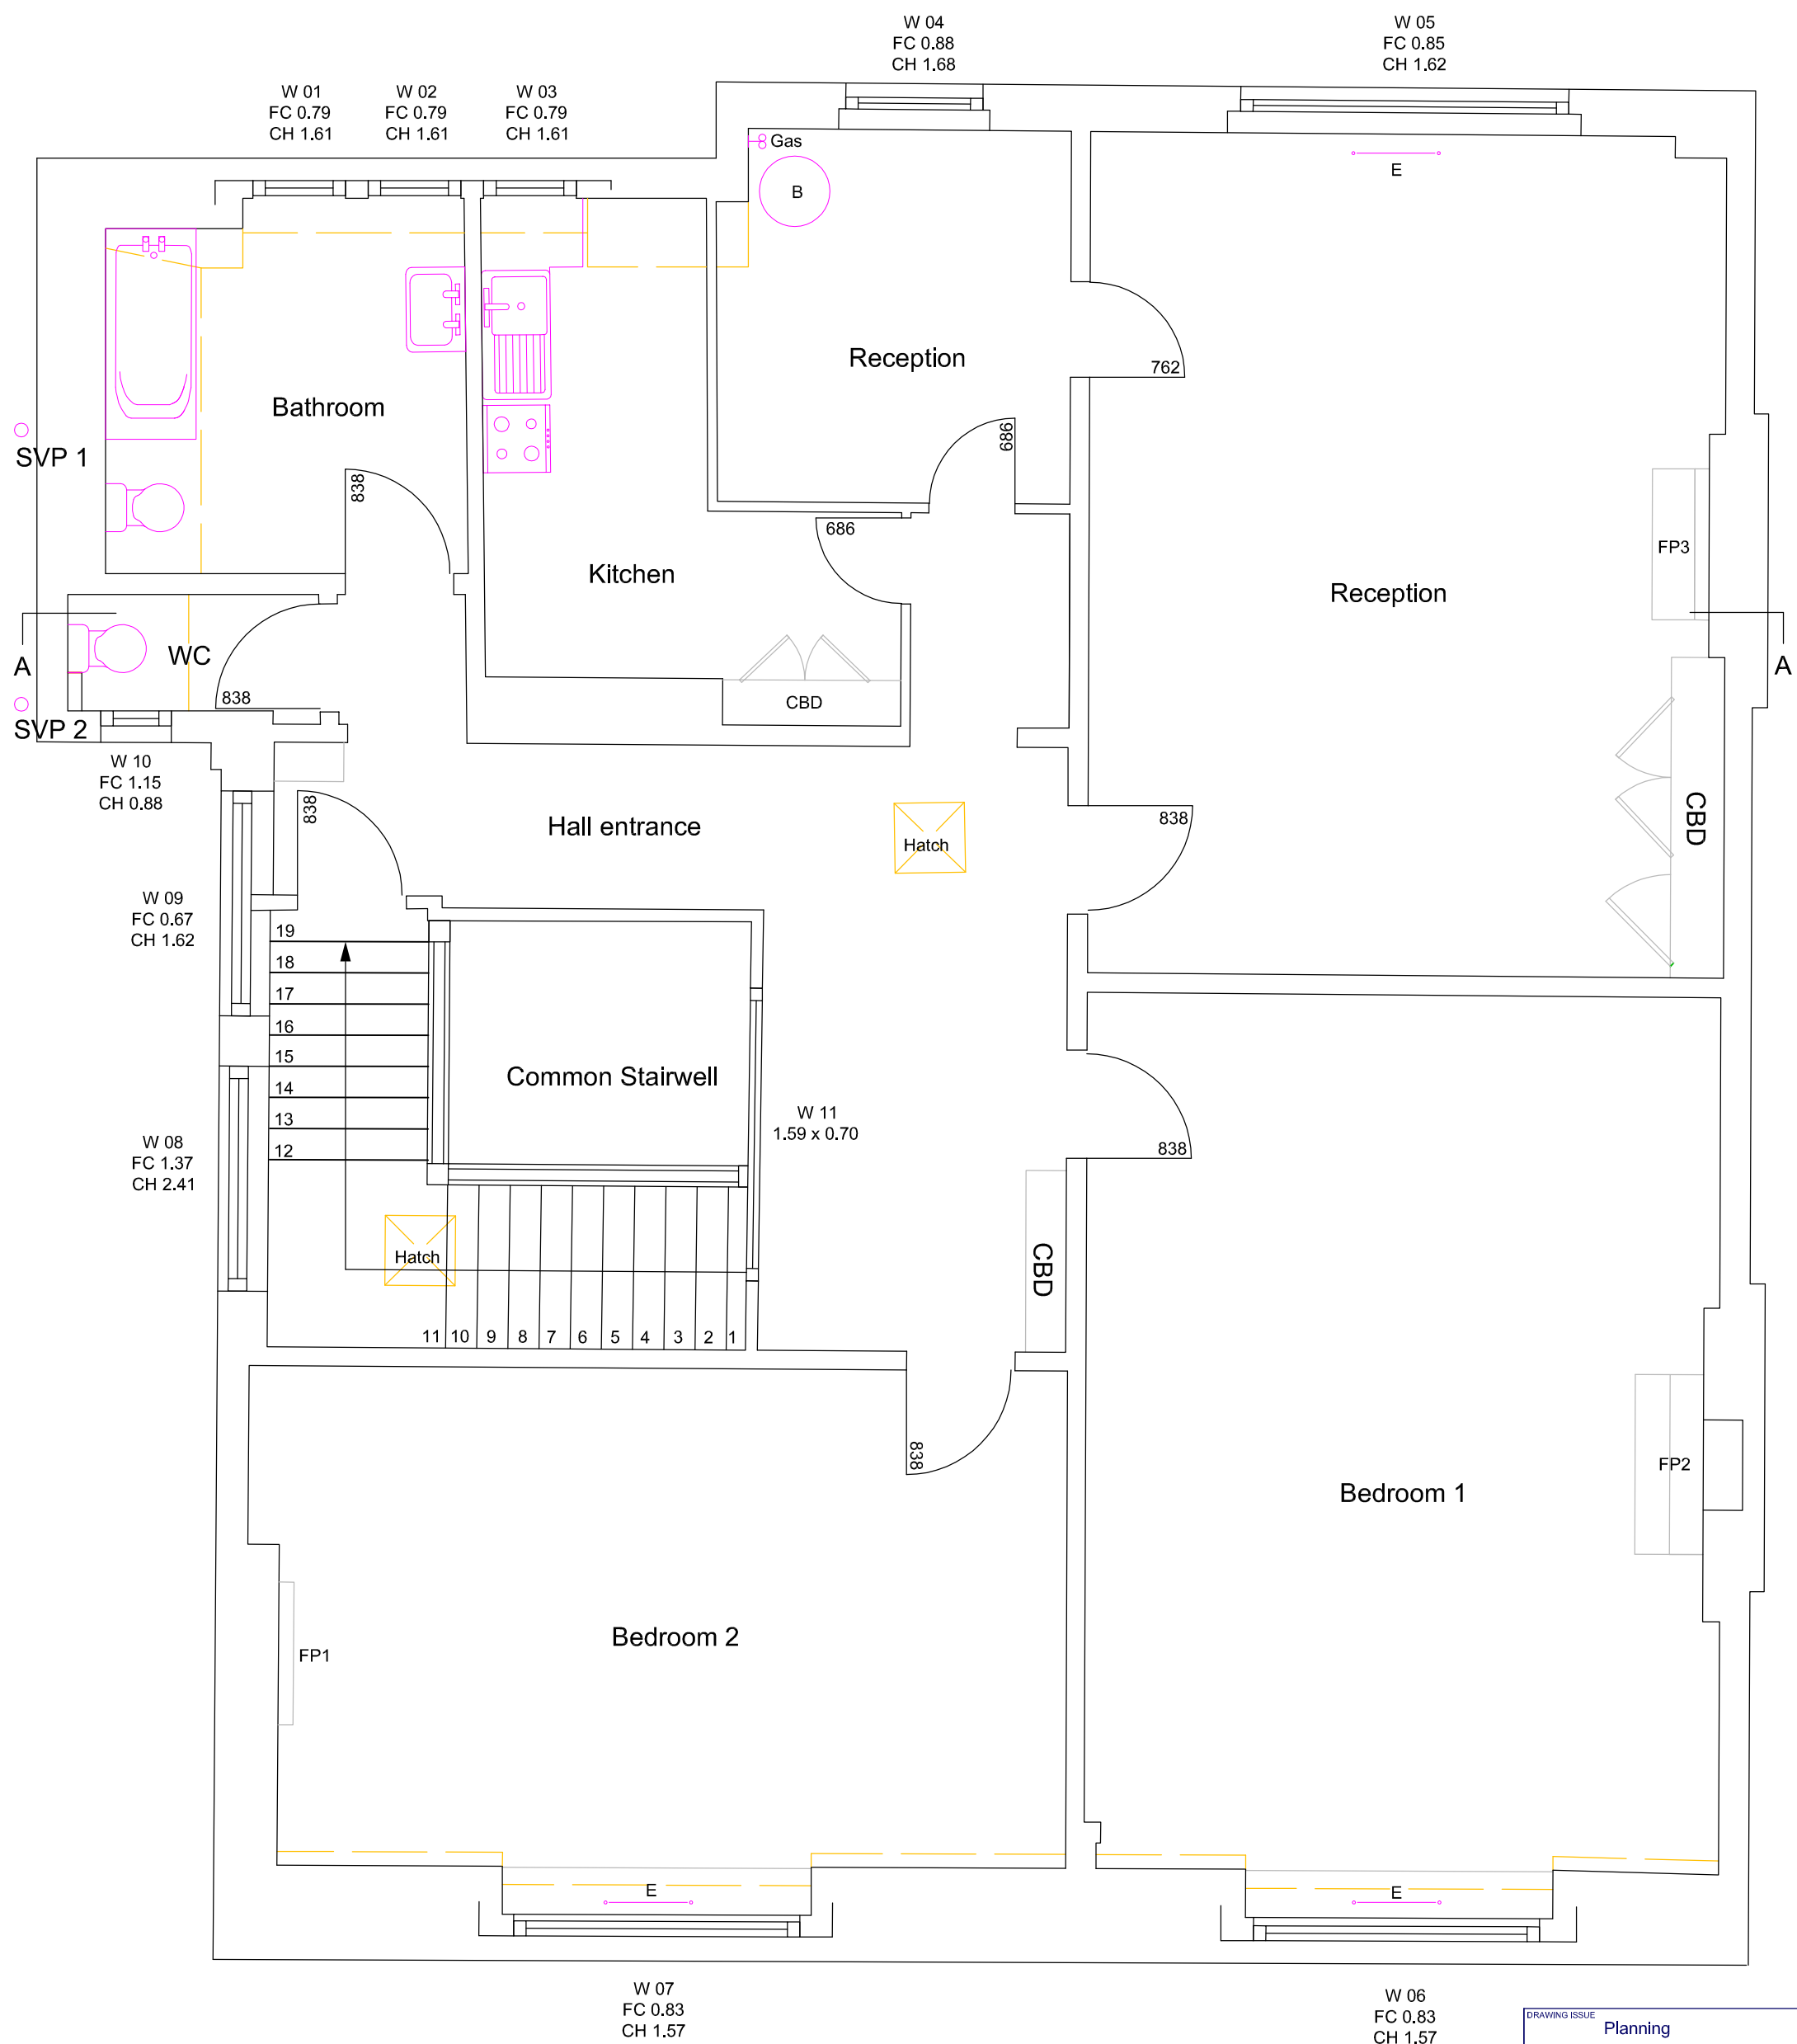 W 04
FC 0.88
CH 1.68
W 05
FC 0.85
CH 1.62
W 01
FC 0.79
CH 1.61
W 02
FC 0.79
CH 1.61
W 03
FC 0.79
CH 1.61
Gas
B
E
Reception
762
Bathroom
SVP 1
838
686
686
Kitchen
FP3
Reception
A
WC
A
838
CBD
SVP 2
W 10
FC 1.15
CH 0.88
838
Hall entrance
Hatch
838
CBD
W 09
FC 0.67
CH 1.62
19
18
17
16
15
14
13
12
Common Stairwell
W 11
1.59 x 0.70
W 08
FC 1.37
CH 2.41
838
Hatch
CBD
11
10
9
8
7
6
5
4
3
2
1
838
FP2
Bedroom 1
Bedroom 2
FP1
E
E
W 07
FC 0.83
CH 1.57
W 06
FC 0.83
CH 1.57
DRAWING ISSUE
Planning